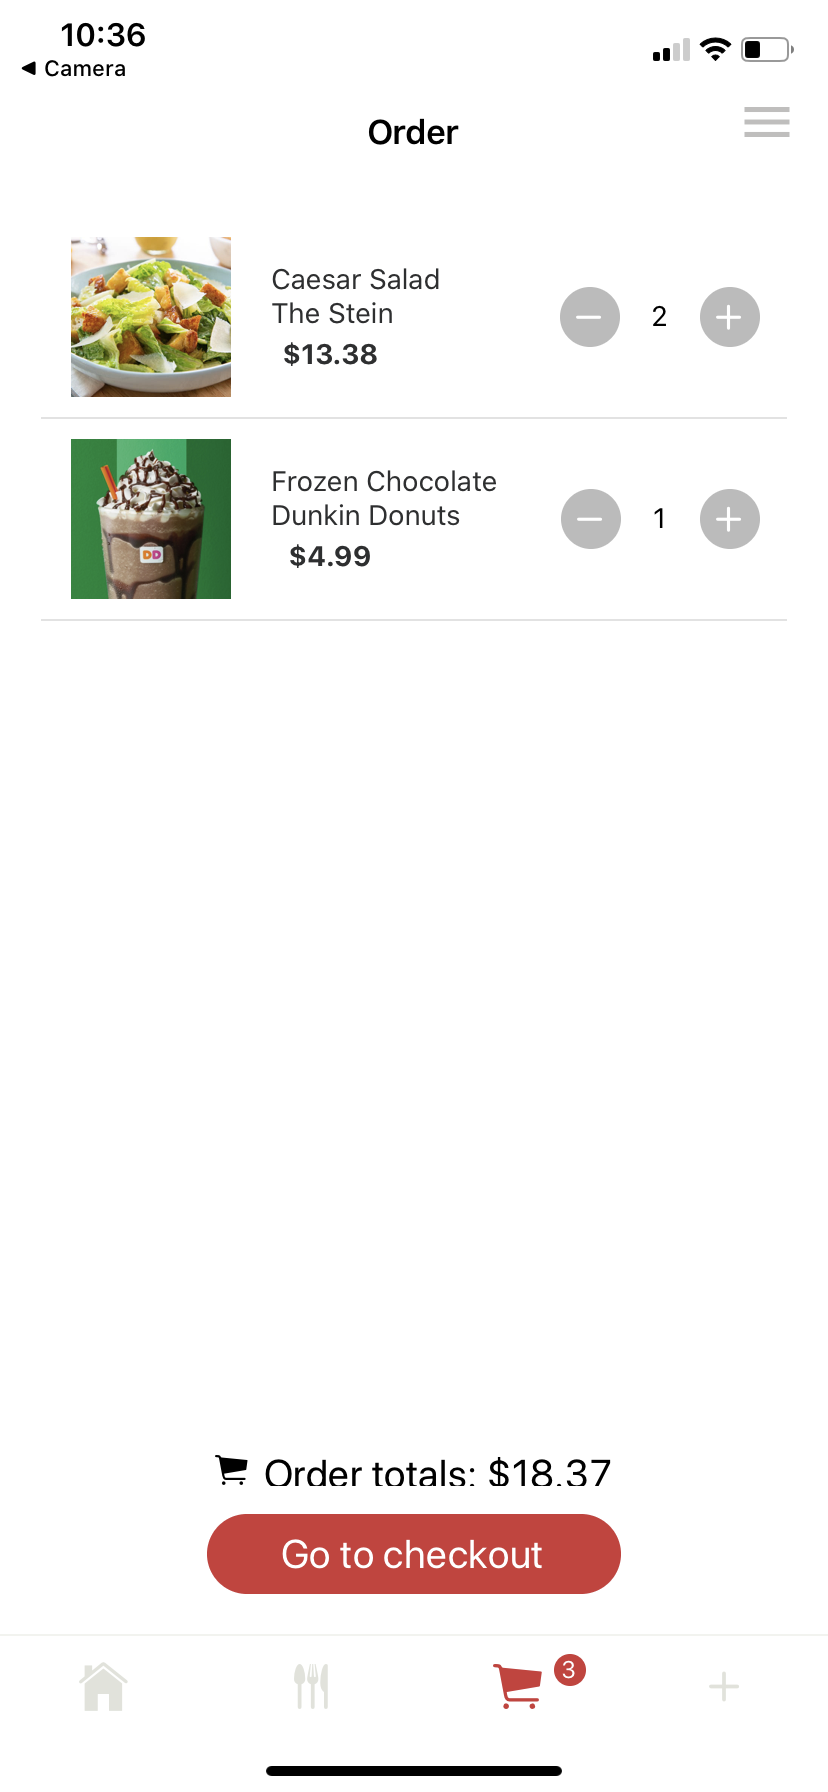 10:36
Camera
Order
Caesar Salad
The Stein
$13.38
2
Frozen Chocolate
Dunkin Donuts
$4.99
1
DD
Order totals: $18.37
Go to checkout
3